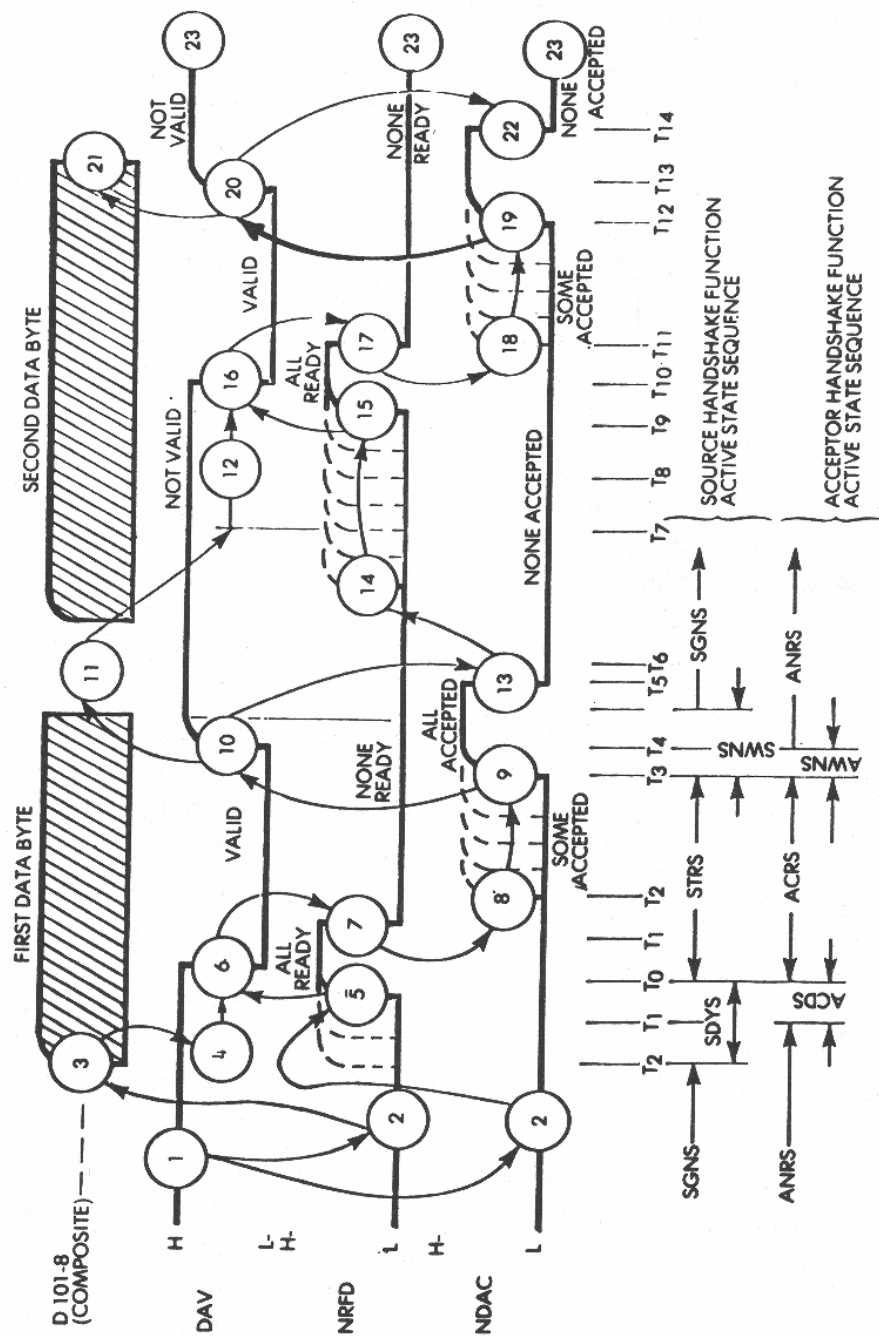 D 101-8
(COMPOSITE)
FIRST DATA BYTE
SECOND DATA BYTE
3
11
21
DAV
H
L-
1
4
6
VALID
10
NOT VALID
12
16
VALID
20
NOT
VALID
23
NRFD
H-
L
2
5
ALL
READY
7
NONE
READY
14
15
ALL
READY
17
NONE
READY
23
NDAC
H-
L
2
8
SOME
ACCEPTED
9
ALL
ACCEPTED
13
NONE ACCEPTED
18
SOME
ACCEPTED
19
22
NONE
ACCEPTED
23
T2
T1
T0
T1
T2
T3
T4
T5
T6
T7
T8
T9
T10
T11
T12
T13
T14
SGNS
SDYS
STRS
SWNS
SGNS
SOURCE HANDSHAKE FUNCTION
ACTIVE STATE SEQUENCE
ANRS
ACDS
ACRS
AWNS
ANRS
ACCEPTOR HANDSHAKE FUNCTION
ACTIVE STATE SEQUENCE